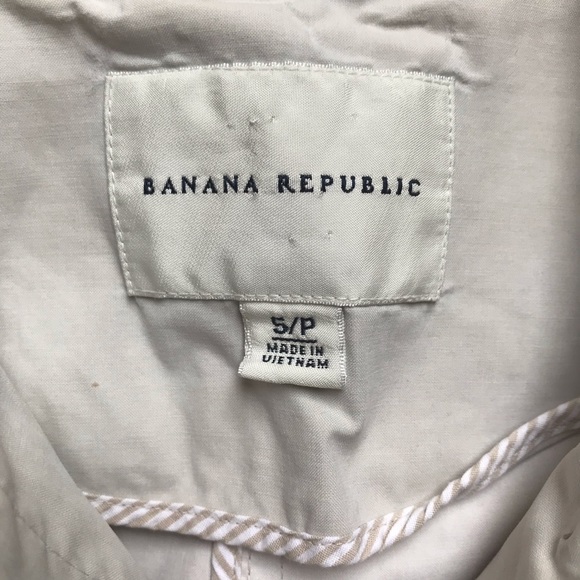 BANANA REPUBLIC
S/P
MADE IN
VIETNAM